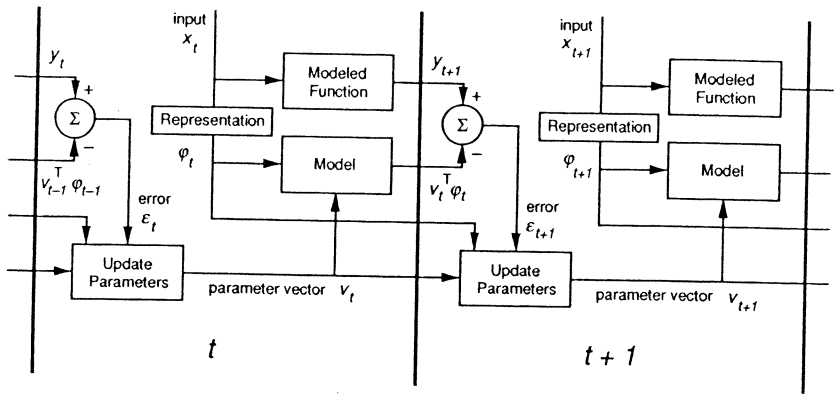 input
x_t
y_t
+
Σ
−
v_{t-1}^T φ_{t-1}
error
ε_t
Update
Parameters
Representation
φ_t
Modeled
Function
Model
parameter vector v_t
t
y_{t+1}
+
Σ
−
v_t^T φ_t
error
ε_{t+1}
Update
Parameters
input
x_{t+1}
Representation
φ_{t+1}
Modeled
Function
Model
parameter vector v_{t+1}
t + 1